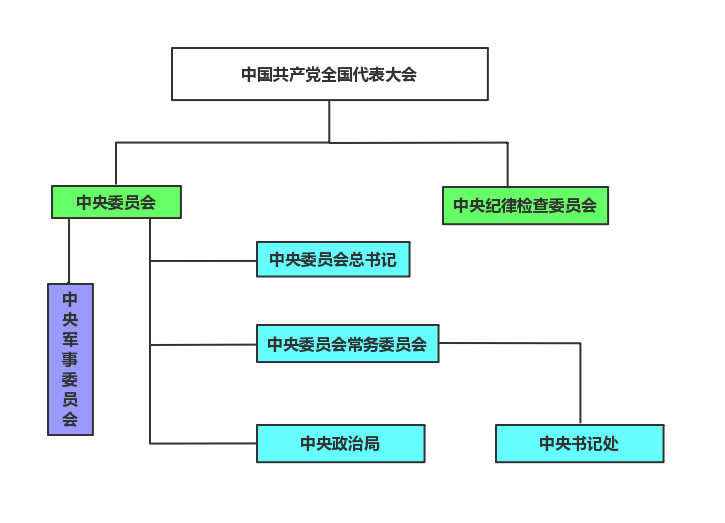 中国共产党全国代表大会
中央委员会
中央纪律检查委员会
中央委员会总书记
中央军事委员会
中央委员会常务委员会
中央政治局
中央书记处